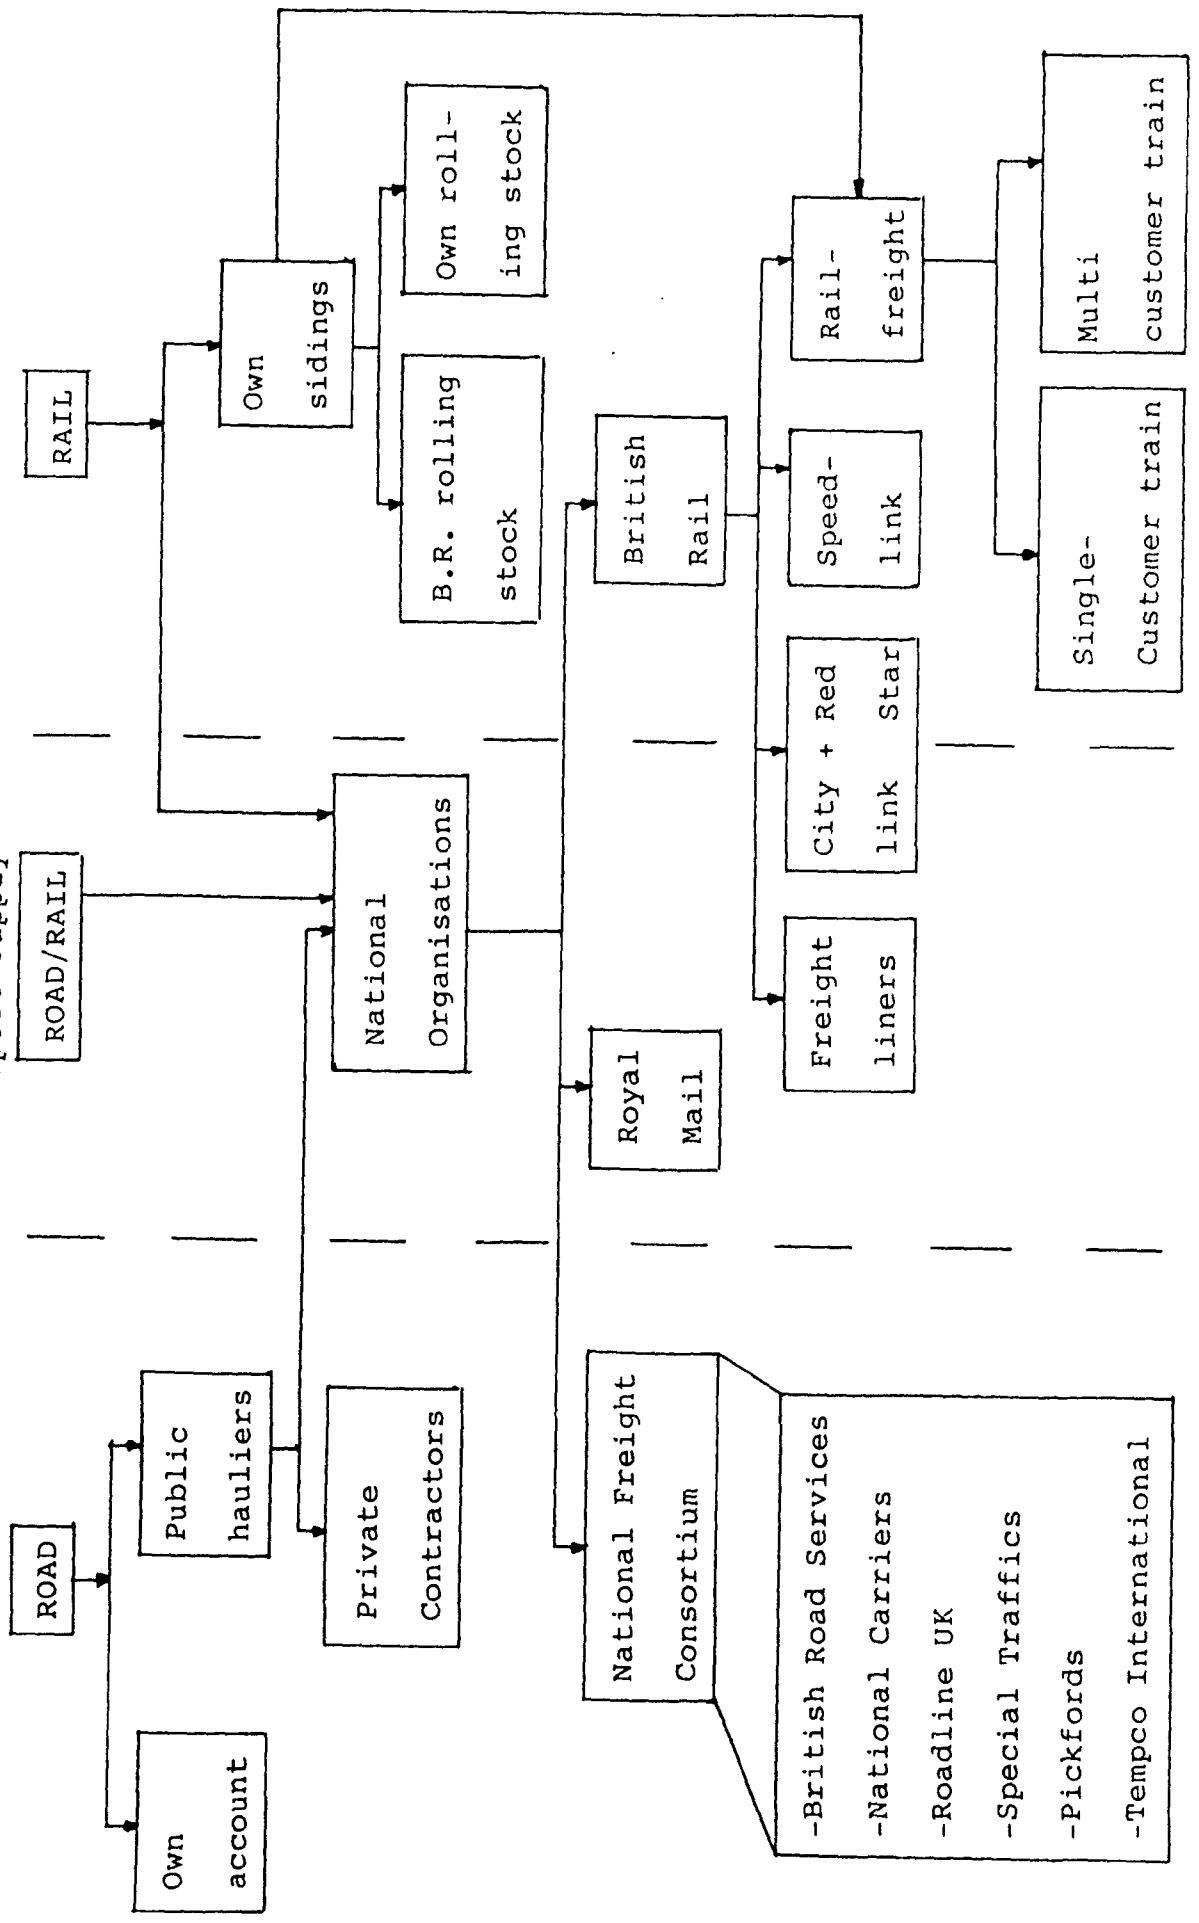 supply
ROAD
ROAD/RAIL
RAIL
Own
account
Public
hauliers
Own
sidings
Private
Contractors
National
Organisations
B.R. rolling
stock
Own roll-
ing stock
National Freight
Consortium
Royal
Mail
British
Rail
-British Road Services
-National Carriers
-Roadline UK
-Special Traffics
-Pickfords
-Tempco International
Freight
liners
City + Red
link Star
Speed-
link
Rail-
freight
Single-
Customer train
Multi
customer train